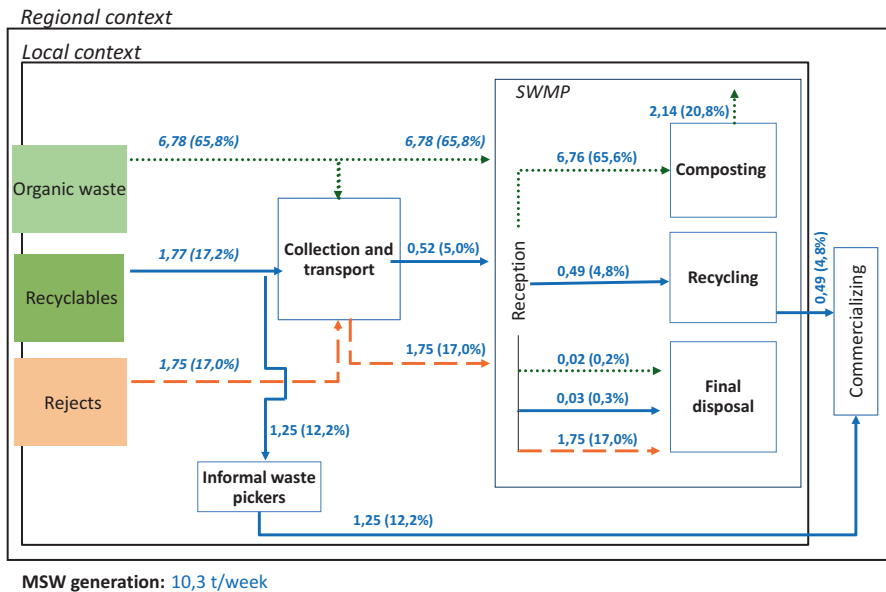 Regional context
Local context
SWMP
2,14 (20,8%)
6,78 (65,8%)
6,78 (65,8%)
6,76 (65,6%)
Organic waste
Composting
Collection and
transport
1,77 (17,2%)
0,52 (5,0%)
Recyclables
Reception
0,49 (4,8%)
Recycling
0,49 (4,8%)
Commercializing
1,75 (17,0%)
1,75 (17,0%)
Rejects
0,02 (0,2%)
0,03 (0,3%)
1,75 (17,0%)
Final
disposal
1,25 (12,2%)
Informal waste
pickers
1,25 (12,2%)
MSW generation: 10,3 t/week